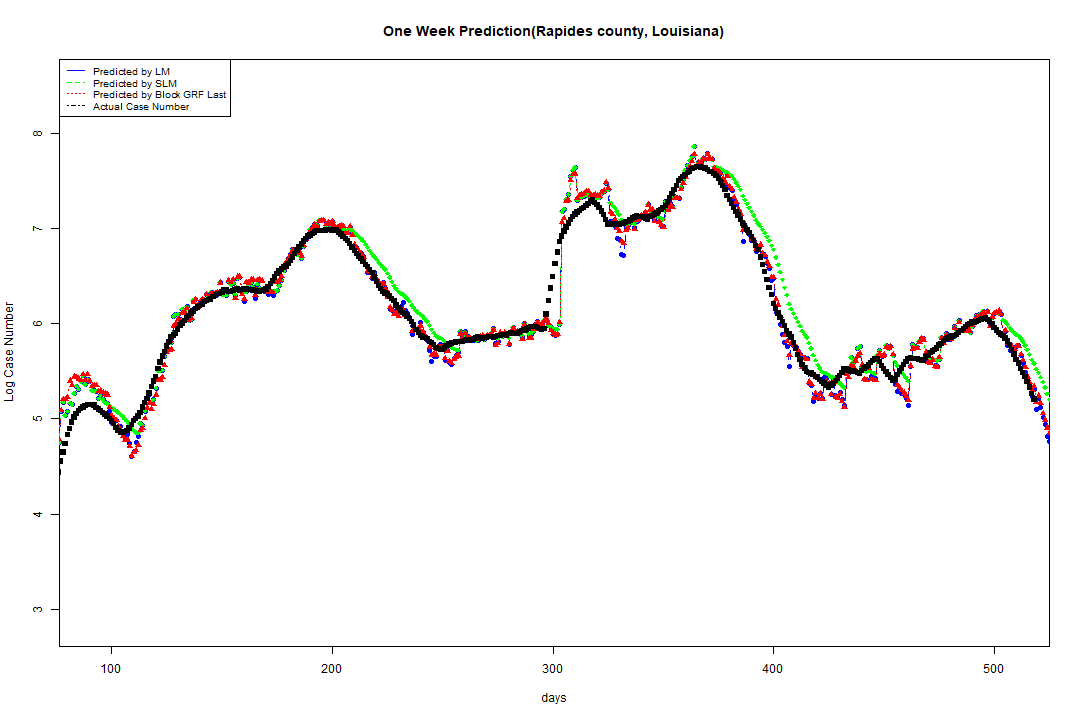 One Week Prediction(Rapides county, Louisiana)
Predicted by LM
Predicted by SLM
Predicted by Block GRF Last
Actual Case Number
Log Case Number
8
7
6
5
4
3
100 200 300 400 500
days